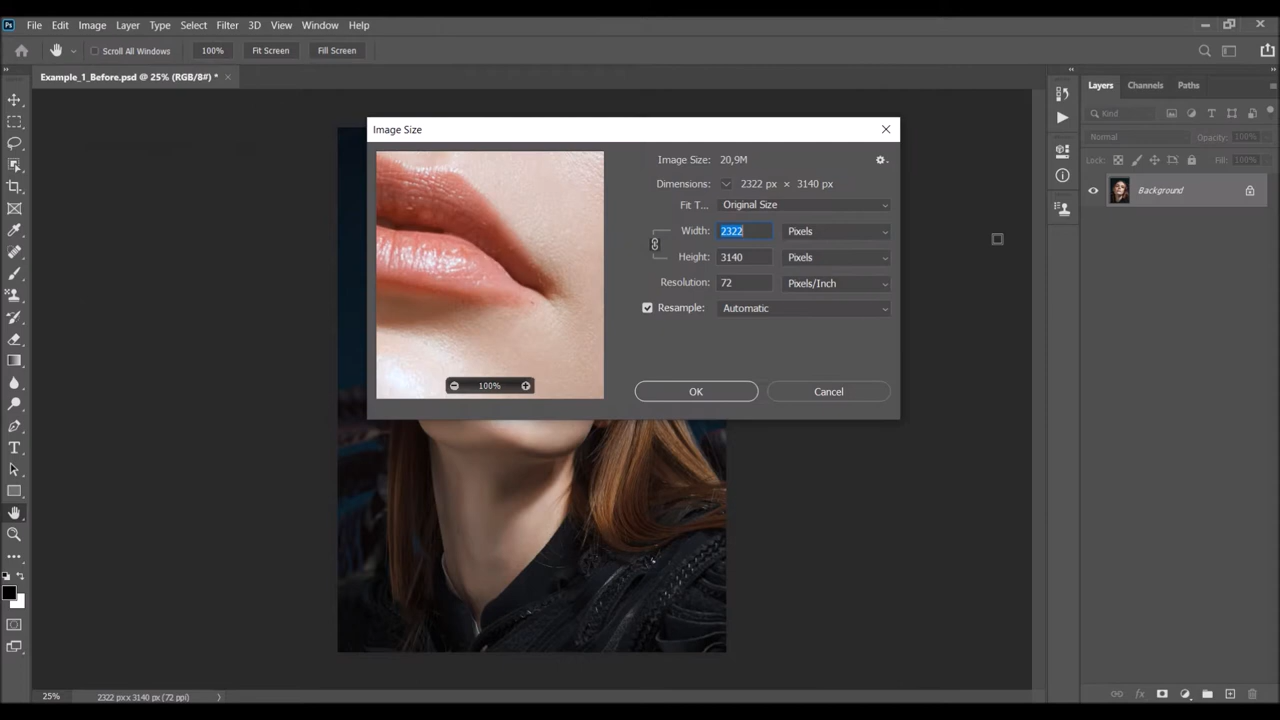 Ps File Edit Image Layer Type Select Filter 3D View Window Help
Scroll All Windows 100% Fit Screen Fill Screen
Example_1_Before.psd @ 25% (RGB/8#) *
Layers Channels Paths
Kind
Normal Opacity: 100%
Lock: Fill: 100%
Background
Image Size
Image Size: 20,9M
Dimensions: 2322 px × 3140 px
Fit T... Original Size
Width: 2322 Pixels
Height: 3140 Pixels
Resolution: 72 Pixels/Inch
Resample: Automatic
100%
OK Cancel
25% 2322 px x 3140 px (72 ppi)